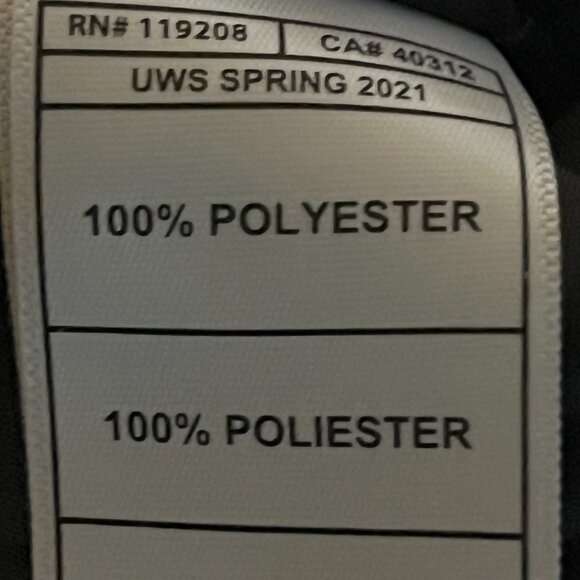 RN# 119208 CA# 40312
UWS SPRING 2021
100% POLYESTER
100% POLIESTER